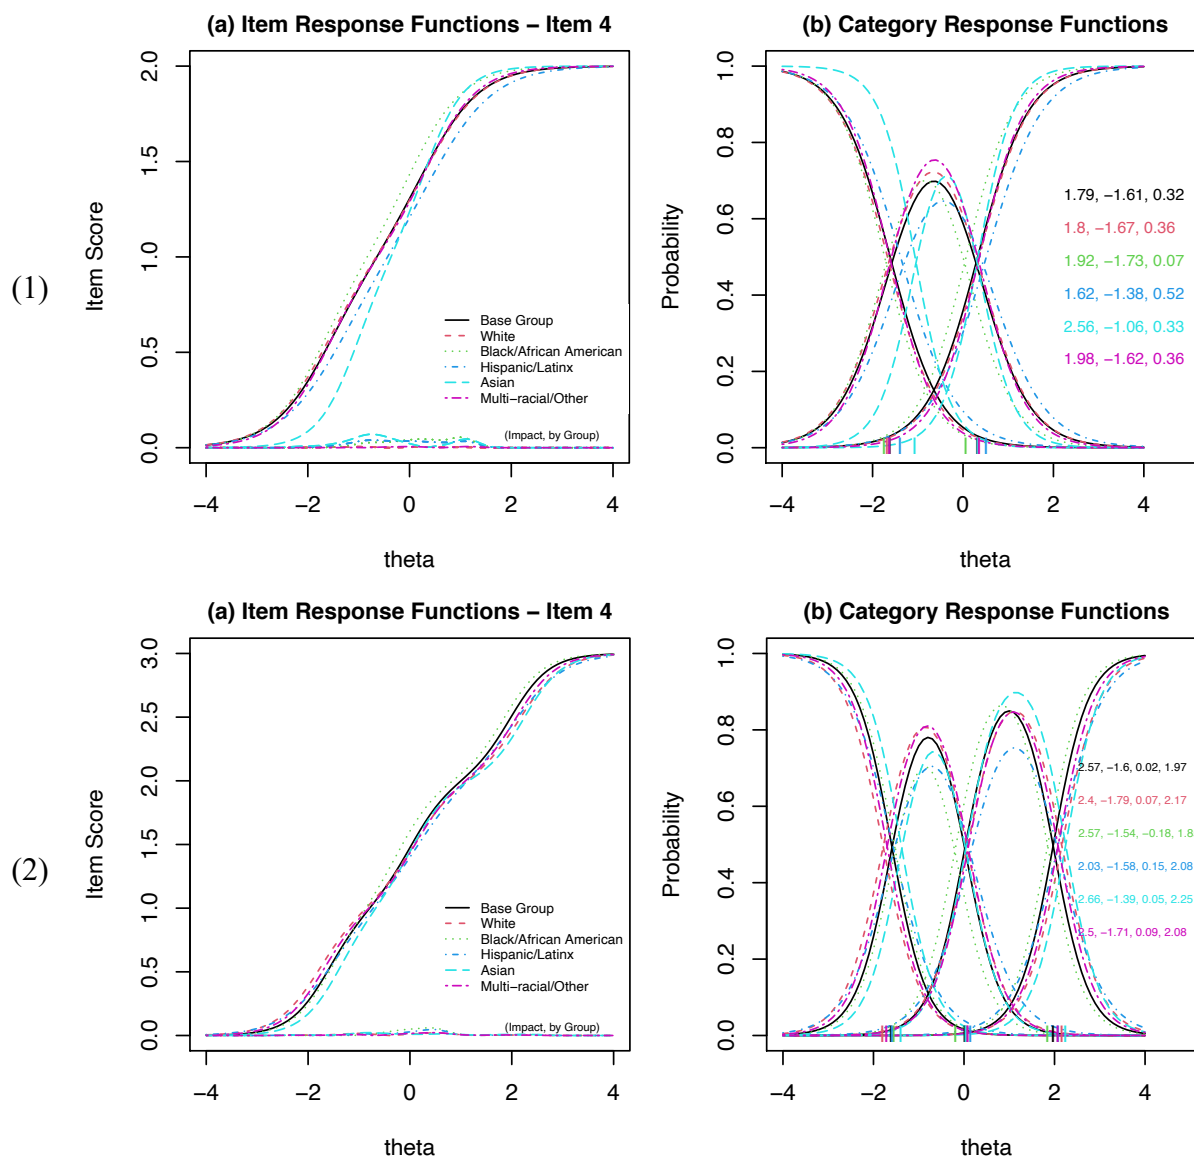 (a) Item Response Functions – Item 4
(b) Category Response Functions
(1)
Item Score
0.0
0.5
1.0
1.5
2.0
Base Group
White
Black/African American
Hispanic/Latinx
Asian
Multi-racial/Other
(Impact, by Group)
−4
−2
0
2
4
theta
Probability
0.0
0.2
0.4
0.6
0.8
1.0
1.79, −1.61, 0.32
1.8, −1.67, 0.36
1.92, −1.73, 0.07
1.62, −1.38, 0.52
2.56, −1.06, 0.33
1.98, −1.62, 0.36
−4
−2
0
2
4
theta
(a) Item Response Functions – Item 4
(b) Category Response Functions
(2)
Item Score
0.0
0.5
1.0
1.5
2.0
2.5
3.0
Base Group
White
Black/African American
Hispanic/Latinx
Asian
Multi-racial/Other
(Impact, by Group)
−4
−2
0
2
4
theta
Probability
0.0
0.2
0.4
0.6
0.8
1.0
2.57, −1.6, 0.02, 1.97
2.4, −1.79, 0.07, 2.17
2.57, −1.54, −0.18, 1.8
2.03, −1.58, 0.15, 2.08
2.66, −1.39, 0.05, 2.25
2.5, −1.71, 0.09, 2.08
−4
−2
0
2
4
theta